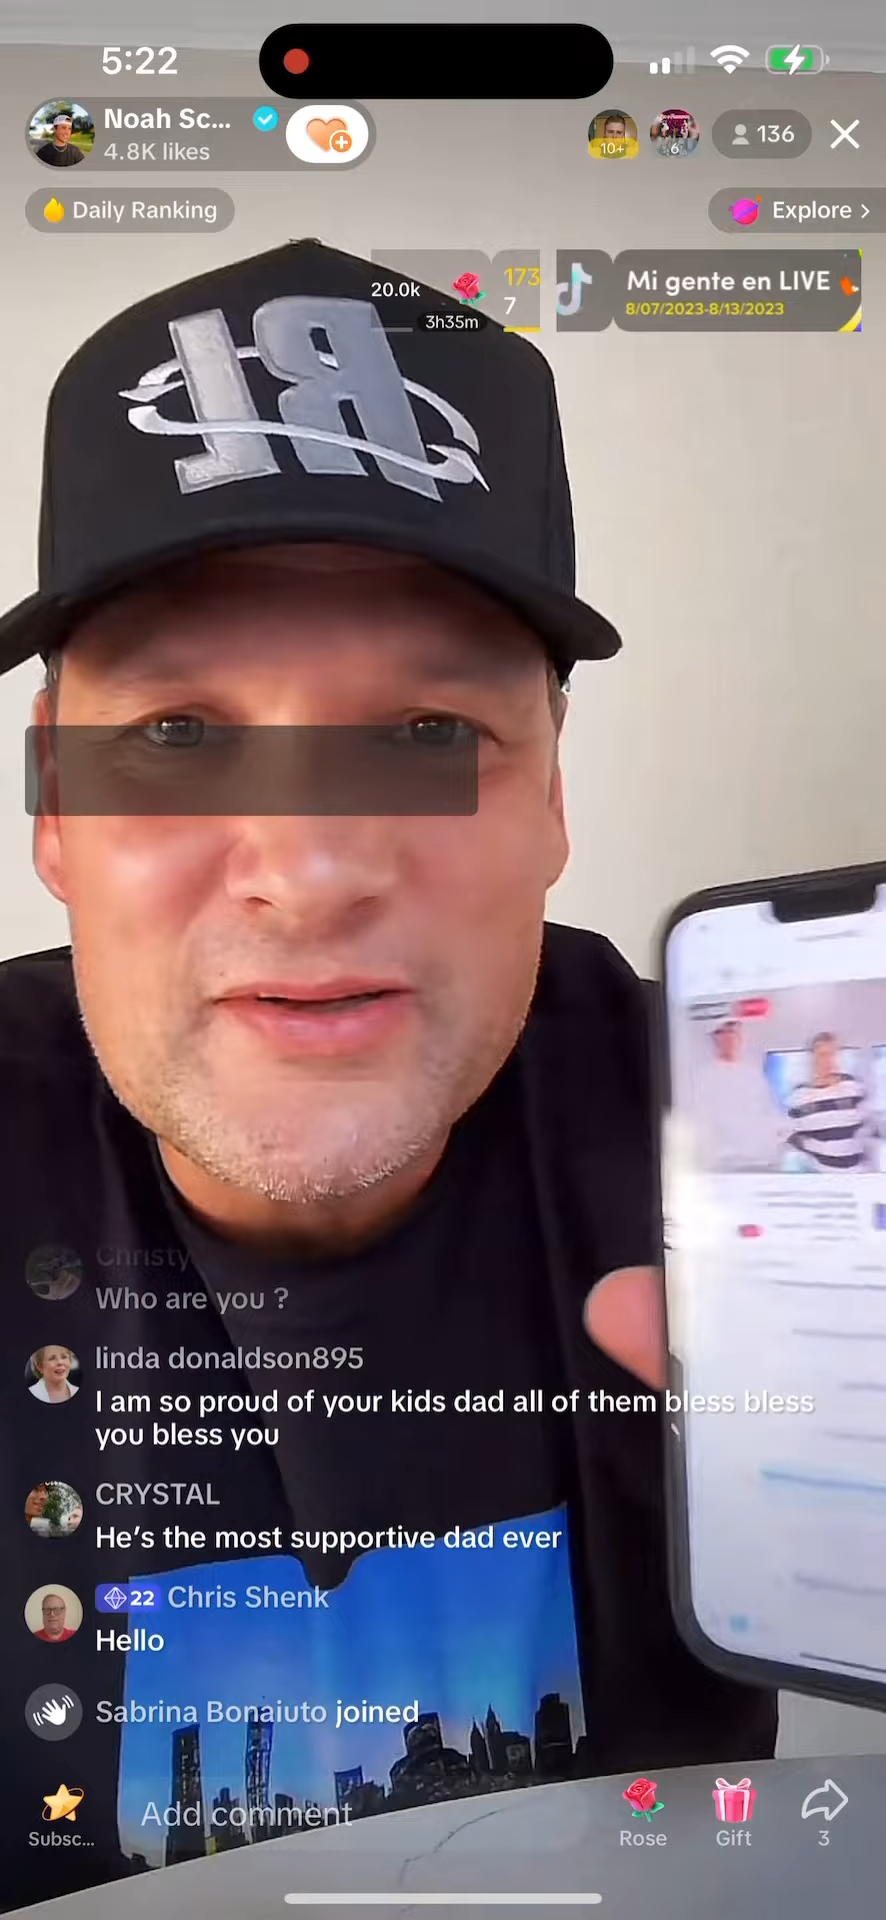 5:22
Noah Sc...
4.8K likes
10+
6
136
Daily Ranking
Explore
20.0k
3h35m
173
7
Mi gente en LIVE
8/07/2023-8/13/2023
RL
Christy
Who are you ?
linda donaldson895
I am so proud of your kids dad all of them bless bless
you bless you
CRYSTAL
He's the most supportive dad ever
22 Chris Shenk
Hello
Sabrina Bonaiuto joined
Subsc...
Add comment
Rose
Gift
3